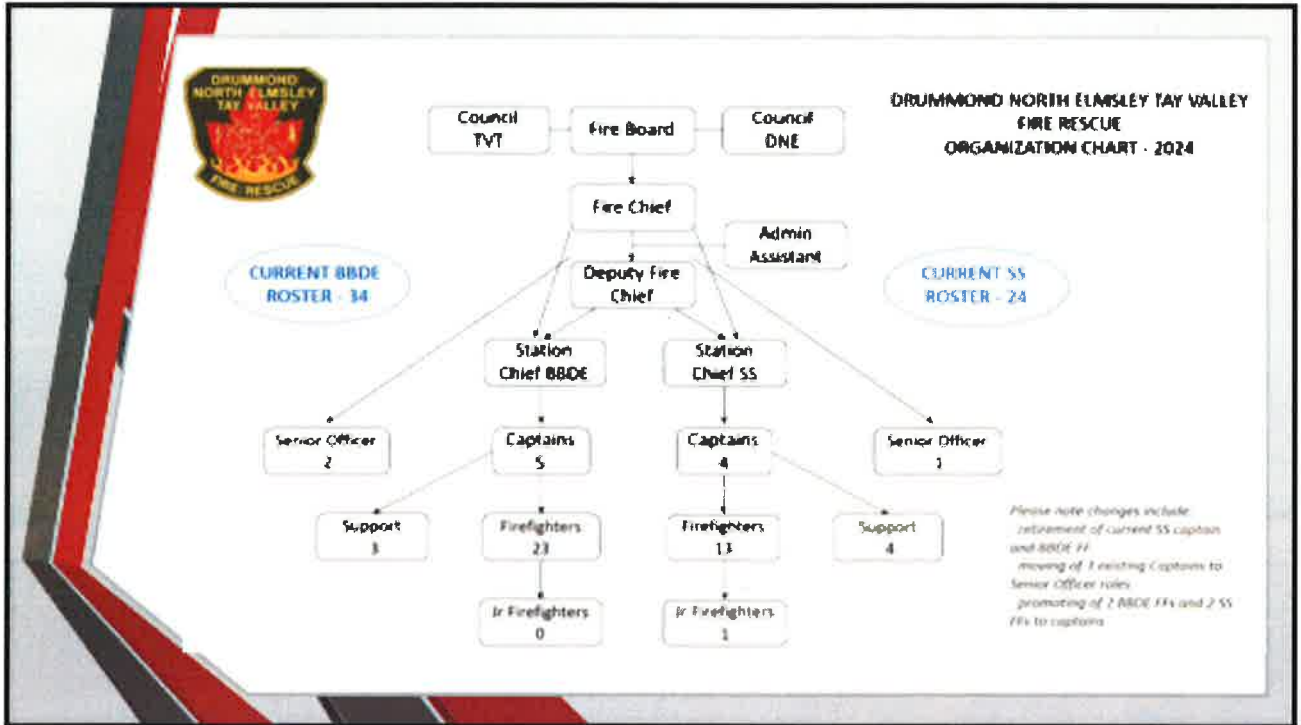 DRUMMOND
NORTH ELMSLEY
TAY VALLEY
FIRE RESCUE
DRUMMOND NORTH ELMSLEY TAY VALLEY
FIRE RESCUE
ORGANIZATION CHART - 2024
Council
TVT
Fire Board
Council
DNE
Fire Chief
Admin
Assistant
CURRENT BBDE
ROSTER - 34
Deputy Fire
Chief
CURRENT SS
ROSTER - 24
Station
Chief BBDE
Station
Chief SS
Senior Officer
2
Captains
5
Captains
4
Senior Officer
1
Support
3
Firefighters
23
Firefighters
13
Support
4
Jr Firefighters
0
Jr Firefighters
1
Please note changes include
retirement of current SS captain
and BBDE FF
moving of 3 existing Captains to
Senior Officer roles
promoting of 2 BBDE FFs and 2 SS
FFs to captains